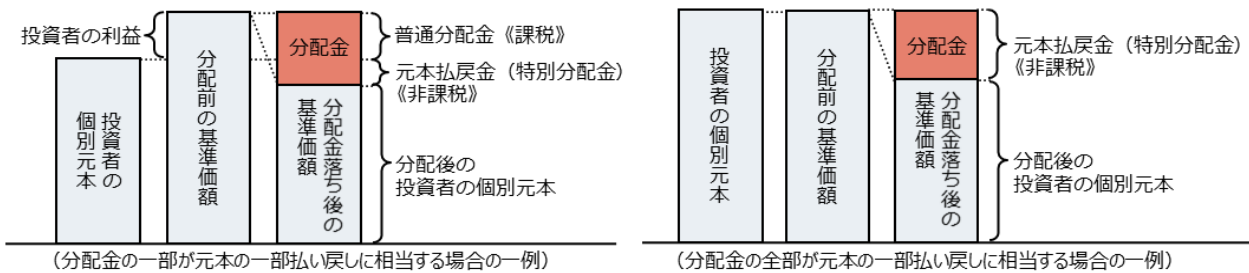 投資者の利益
投資者の
個別元本
分配前の基準価額
分配金
分配金落ち後の
基準価額
普通分配金《課税》
元本払戻金（特別分配金）
《非課税》
分配後の
投資者の個別元本
（分配金の一部が元本の一部払い戻しに相当する場合の一例）
投資者の個別元本
分配前の基準価額
分配金
分配金落ち後の
基準価額
元本払戻金（特別分配金）
《非課税》
分配後の
投資者の個別元本
（分配金の全部が元本の一部払い戻しに相当する場合の一例）